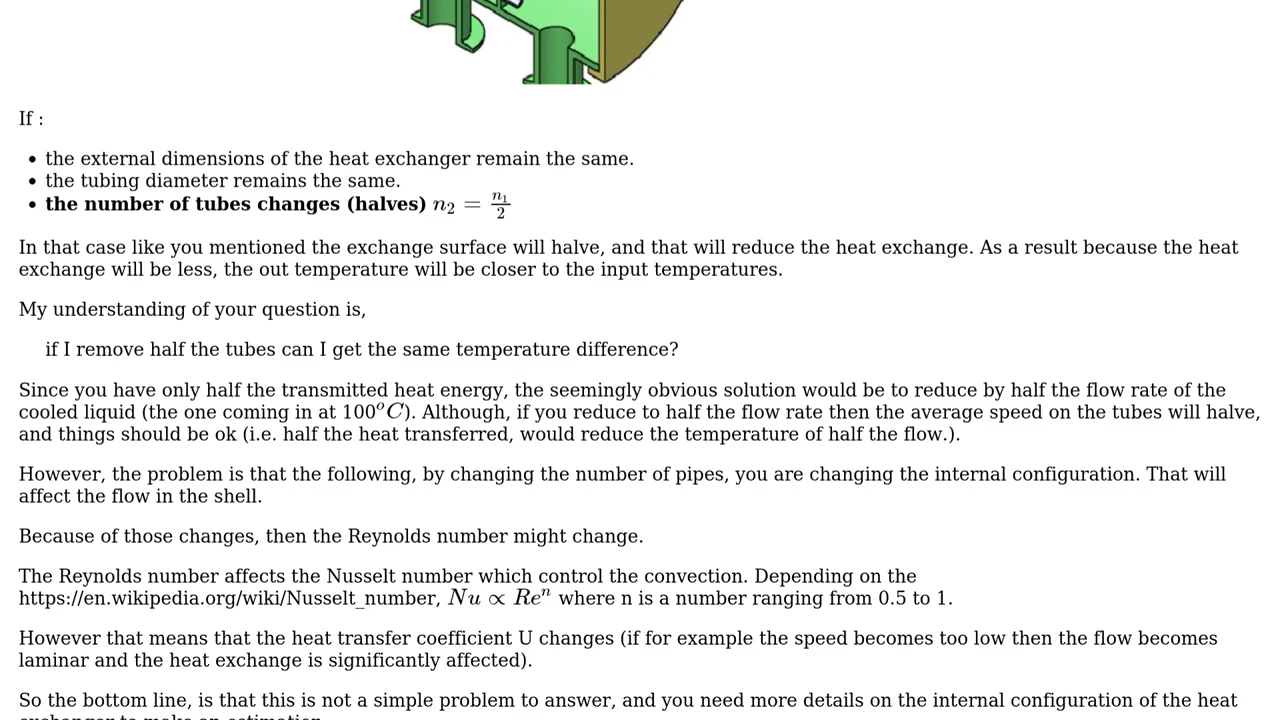 If :
• the external dimensions of the heat exchanger remain the same.
• the tubing diameter remains the same.
• the number of tubes changes (halves) n₂ = n₁/2
In that case like you mentioned the exchange surface will halve, and that will reduce the heat exchange. As a result because the heat
exchange will be less, the out temperature will be closer to the input temperatures.
My understanding of your question is,
if I remove half the tubes can I get the same temperature difference?
Since you have only half the transmitted heat energy, the seemingly obvious solution would be to reduce by half the flow rate of the
cooled liquid (the one coming in at 100°C). Although, if you reduce to half the flow rate then the average speed on the tubes will halve,
and things should be ok (i.e. half the heat transferred, would reduce the temperature of half the flow.).
However, the problem is that the following, by changing the number of pipes, you are changing the internal configuration. That will
affect the flow in the shell.
Because of those changes, then the Reynolds number might change.
The Reynolds number affects the Nusselt number which control the convection. Depending on the
https://en.wikipedia.org/wiki/Nusselt_number, Nu ∝ Reⁿ where n is a number ranging from 0.5 to 1.
However that means that the heat transfer coefficient U changes (if for example the speed becomes too low then the flow becomes
laminar and the heat exchange is significantly affected).
So the bottom line, is that this is not a simple problem to answer, and you need more details on the internal configuration of the heat
exchanger to make an estimation